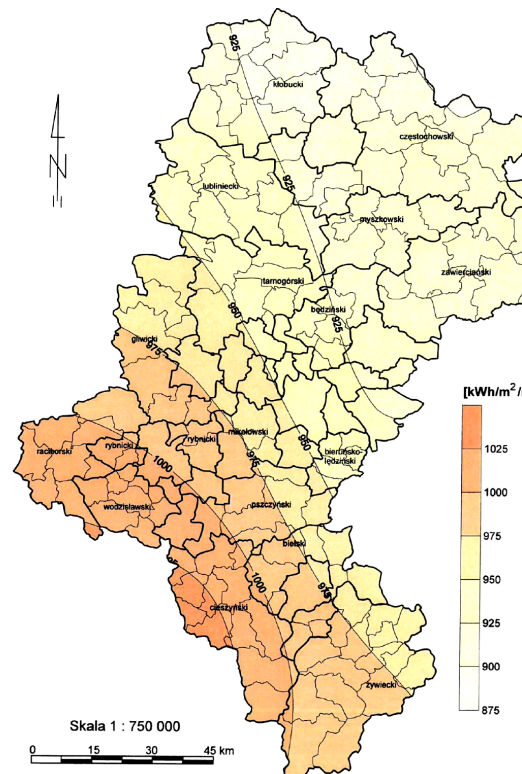 925
kłobucki
częstochowski
N
925
lubliniecki
myszkowski
zawierciański
tarnogórski
950
będziński
925
gliwicki
975
[kWh/m²/
mikołowski
rybnicki
rybnicki
raciborski
950
bieruńsko-
lędziński
975
1000
wodzisławski
pszczyński
bielski
1000
975
cieszyński
żywiecki
1025
1000
975
950
925
900
875
Skala 1 : 750 000
0 15 30 45 km